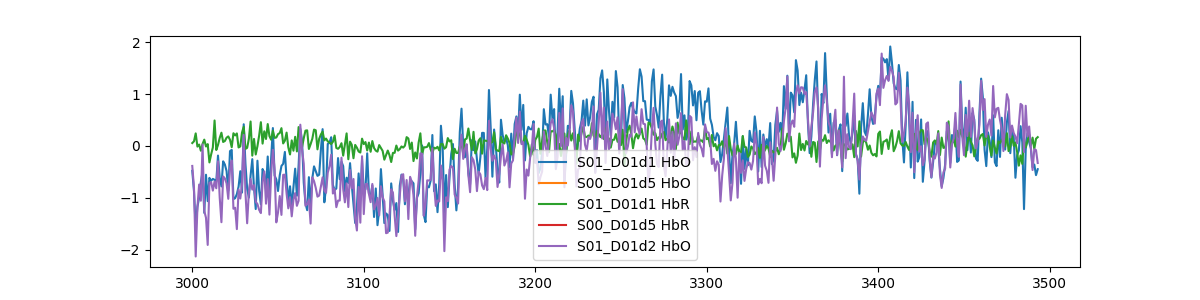 2
1
0
−1
−2
S01_D01d1 HbO
S00_D01d5 HbO
S01_D01d1 HbR
S00_D01d5 HbR
S01_D01d2 HbO
3000 3100 3200 3300 3400 3500